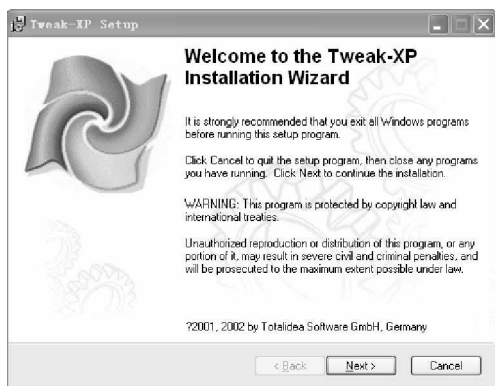 Tweak-XP Setup
Welcome to the Tweak-XP
Installation Wizard
It is strongly recommended that you exit all Windows programs
before running this setup program.
Click Cancel to quit the setup program, then close any programs
you have running. Click Next to continue the installation.
WARNING: This program is protected by copyright law and
international treaties.
Unauthorized reproduction or distribution of this program, or any
portion of it, may result in severe civil and criminal penalties, and
will be prosecuted to the maximum extent possible under law.
?2001, 2002 by Totalidea Software GmbH, Germany
< Back Next > Cancel